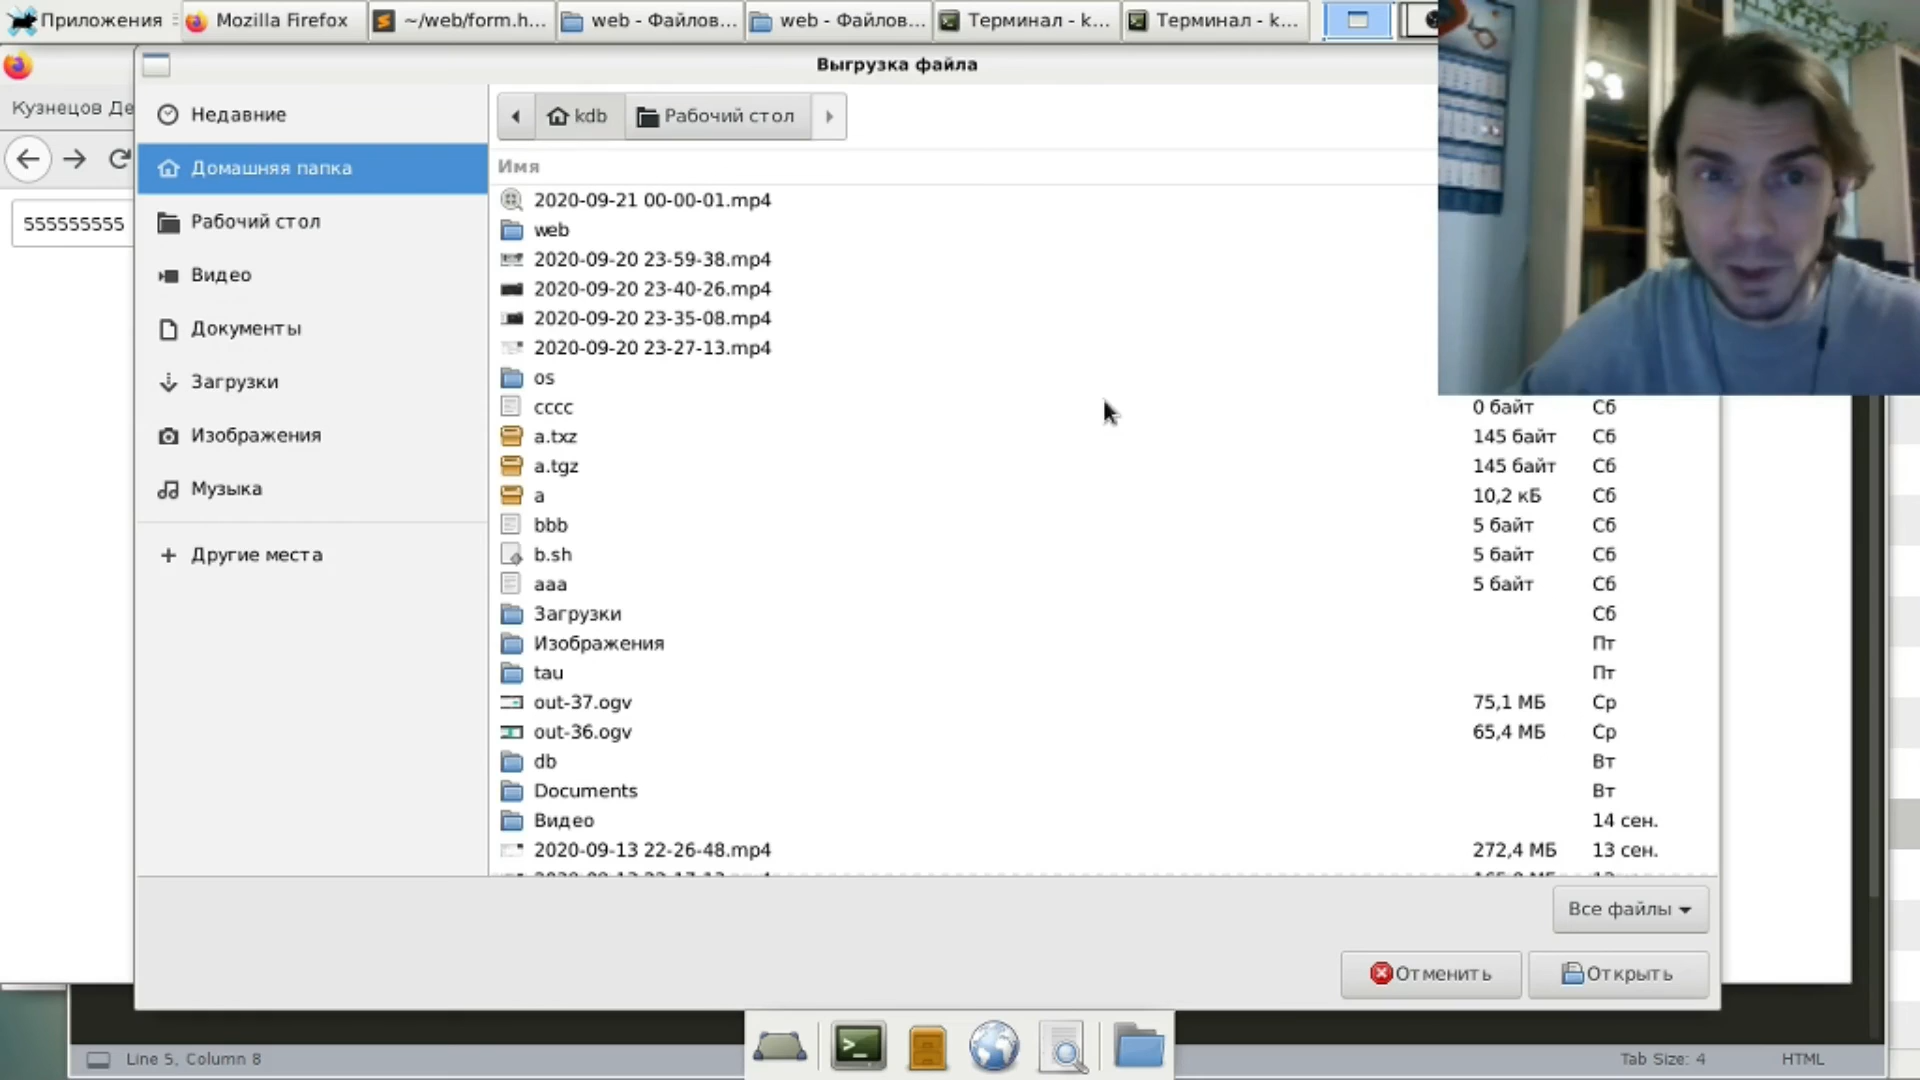 Приложения
Mozilla Firefox
~/web/form.h...
web - Файлов...
web - Файлов...
Терминал - k...
Терминал - k...
Выгрузка файла
Кузнецов Де
555555555
Недавние
Домашняя папка
Рабочий стол
Видео
Документы
Загрузки
Изображения
Музыка
Другие места
kdb
Рабочий стол
Имя
2020-09-21 00-00-01.mp4
web
2020-09-20 23-59-38.mp4
2020-09-20 23-40-26.mp4
2020-09-20 23-35-08.mp4
2020-09-20 23-27-13.mp4
os
cccc 0 байт Сб
a.txz 145 байт Сб
a.tgz 145 байт Сб
a 10,2 кБ Сб
bbb 5 байт Сб
b.sh 5 байт Сб
aaa 5 байт Сб
Загрузки Сб
Изображения Пт
tau Пт
out-37.ogv 75,1 МБ Ср
out-36.ogv 65,4 МБ Ср
db Вт
Documents Вт
Видео 14 сен.
2020-09-13 22-26-48.mp4 272,4 МБ 13 сен.
Все файлы
Отменить
Открыть
Line 5, Column 8
Tab Size: 4
HTML